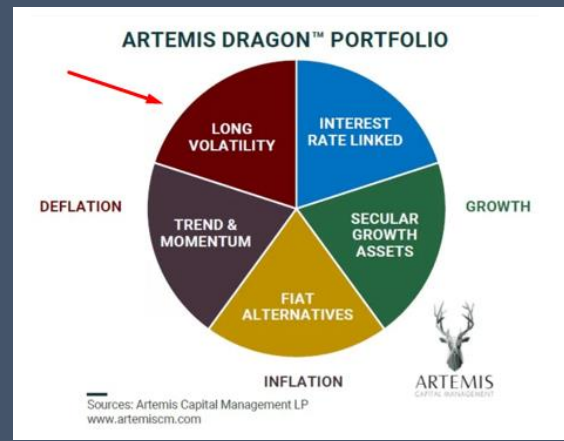 ARTEMIS DRAGON™ PORTFOLIO
LONG
VOLATILITY
INTEREST
RATE LINKED
DEFLATION
TREND &
MOMENTUM
SECULAR
GROWTH
ASSETS
GROWTH
FIAT
ALTERNATIVES
INFLATION
ARTEMIS
CAPITAL MANAGEMENT
Sources: Artemis Capital Management LP
www.artemiscm.com